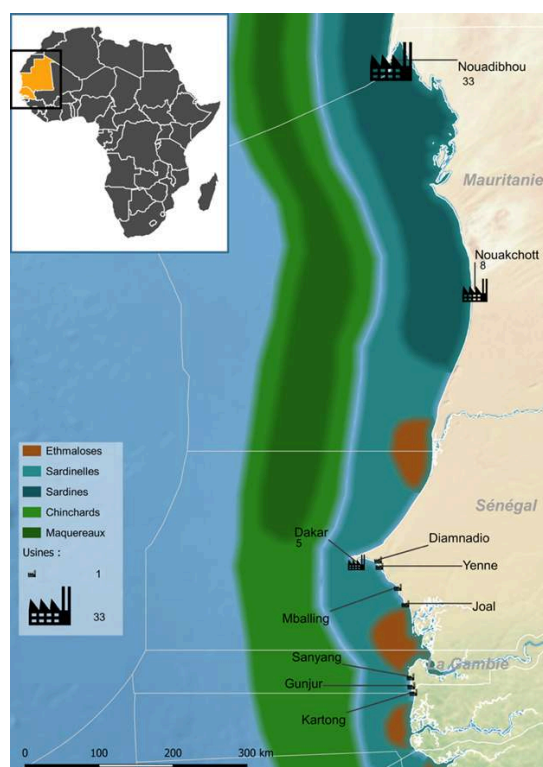 Nouadibhou
33
Mauritanie
Nouakchott
8
Ethmaloses
Sardinelles
Sardines
Chinchards
Maquereaux
Usines :
1
33
Sénégal
Dakar
5
Diamnadio
Yenne
Mballing
Joal
Sanyang
La Gambie
Gunjur
Kartong
0 100 200 300 km